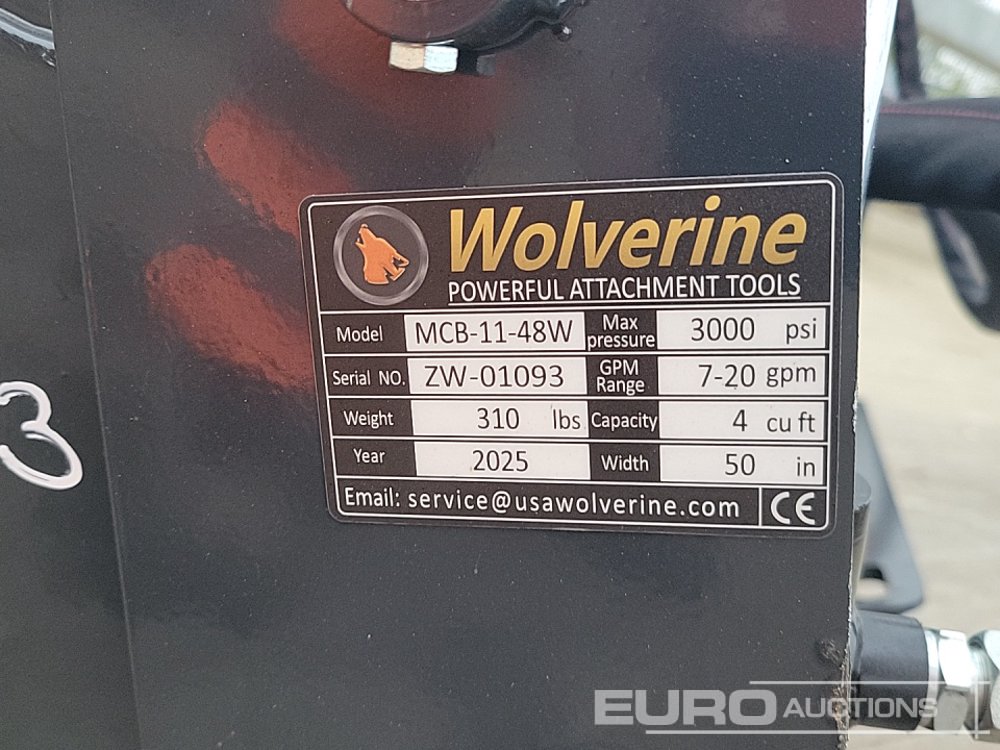 Wolverine
POWERFUL ATTACHMENT TOOLS
Model MCB-11-48W Max pressure 3000 psi
Serial NO. ZW-01093 GPM Range 7-20 gpm
Weight 310 lbs Capacity 4 cu ft
Year 2025 Width 50 in
Email: service@usawolverine.com CE
3
EURO AUCTIONS